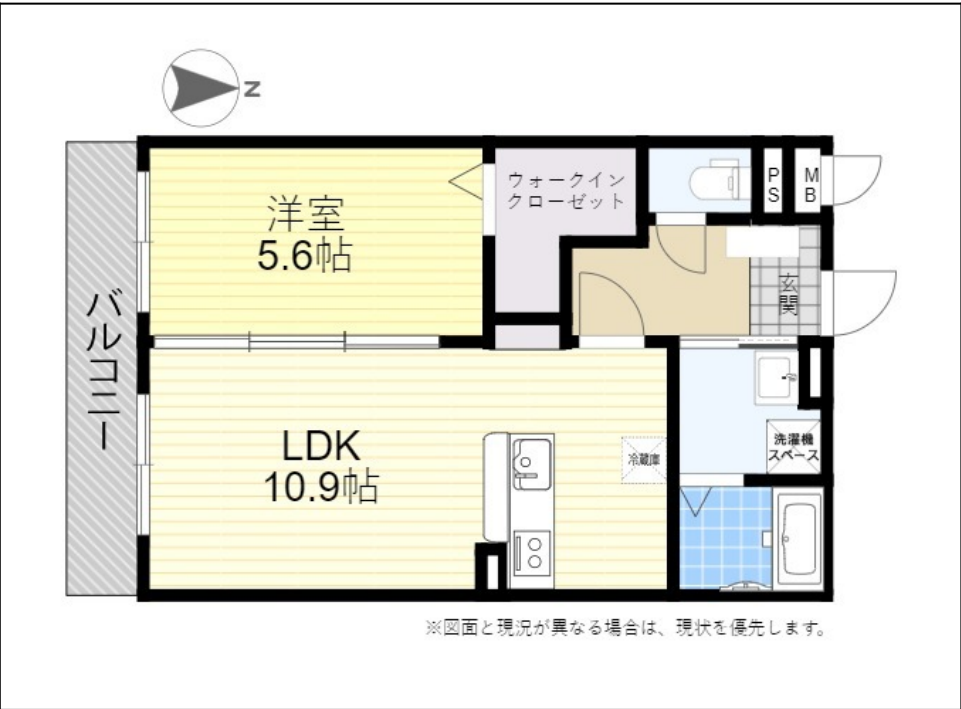 N
ウォークイン
クローゼット
PS
MB
洋室
5.6帖
玄関
バルコニー
LDK
10.9帖
冷蔵庫
洗濯機
スペース
※図面と現況が異なる場合は、現状を優先します。